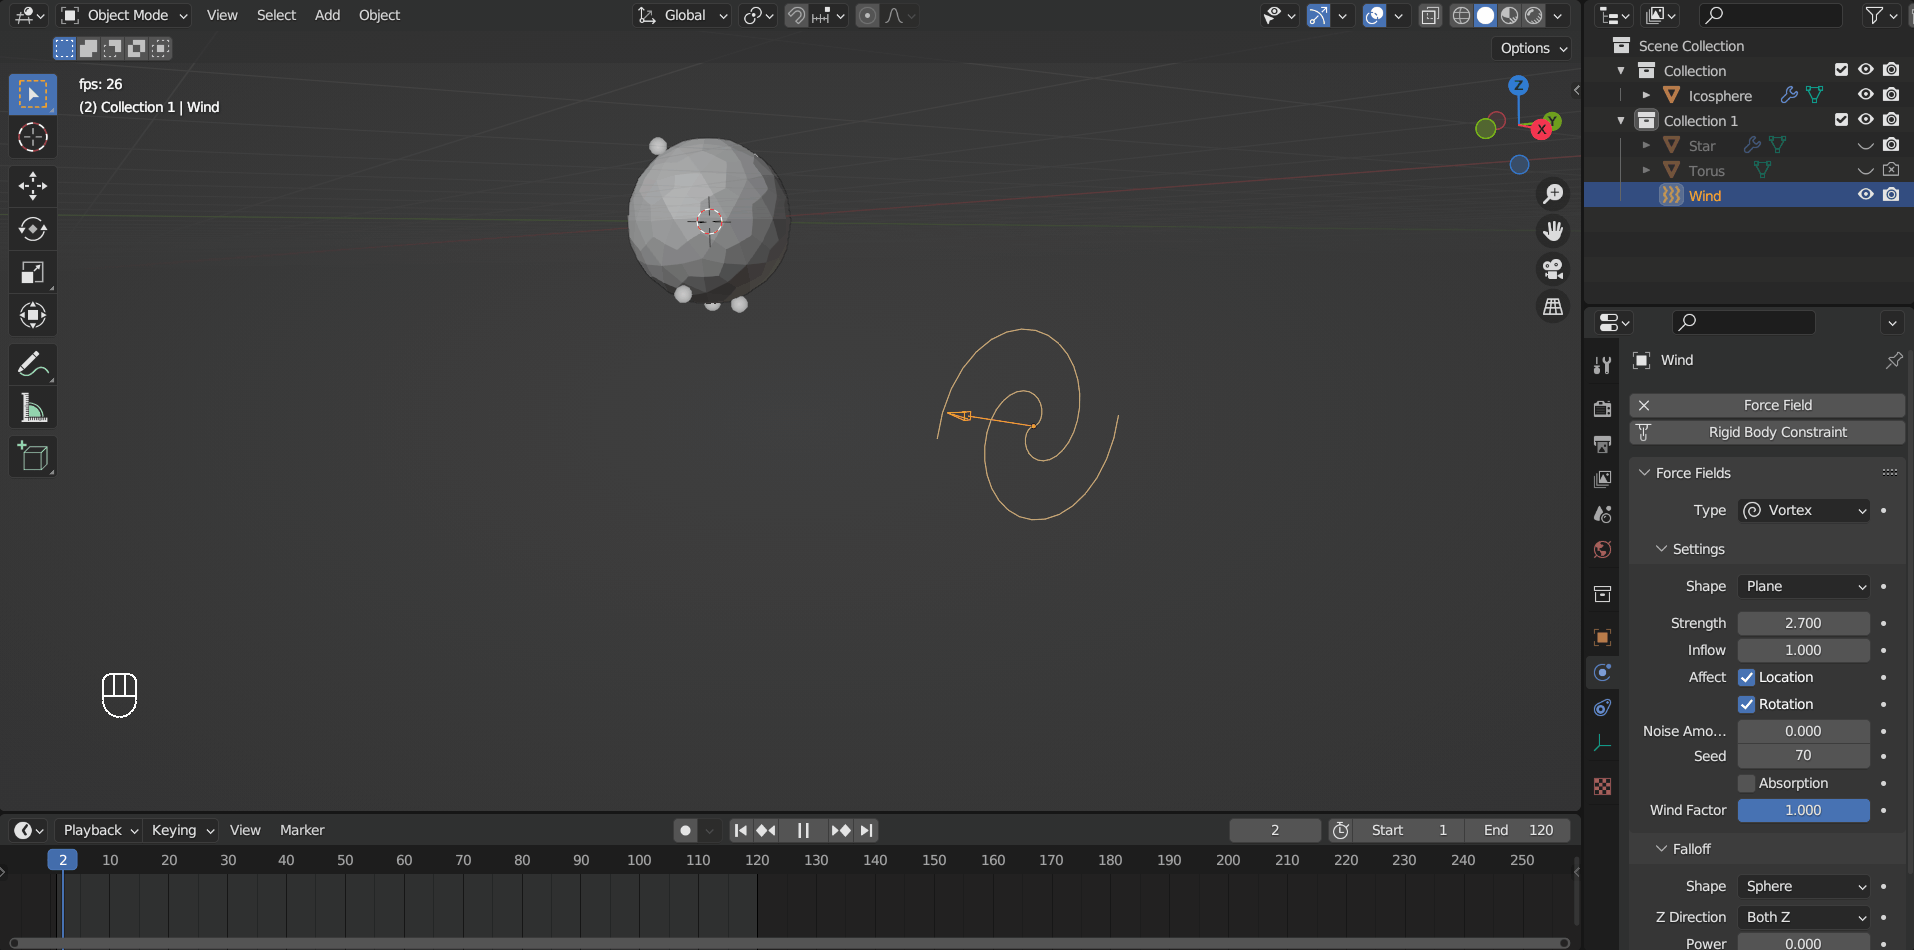 Object Mode View Select Add Object Global
Options
fps: 26
(2) Collection 1 | Wind
Z
Y
X
Scene Collection
Collection
Icosphere
Collection 1
Star
Torus
Wind
Wind
Force Field
Rigid Body Constraint
Force Fields
Type Vortex
Settings
Shape Plane
Strength 2.700
Inflow 1.000
Affect Location
Rotation
Noise Amo... 0.000
Seed 70
Absorption
Wind Factor 1.000
Falloff
Shape Sphere
Z Direction Both Z
Power 0.000
Playback Keying View Marker 2 Start 1 End 120
2 10 20 30 40 50 60 70 80 90 100 110 120 130 140 150 160 170 180 190 200 210 220 230 240 250